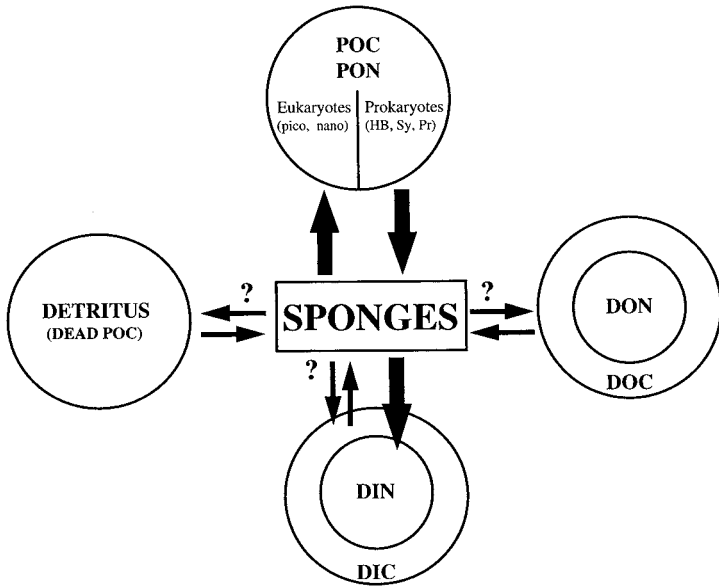 POC
PON
Eukaryotes
(pico, nano)
Prokaryotes
(HB, Sy, Pr)
DETRITUS
(DEAD POC)
?
SPONGES
?
DON
DOC
?
DIN
DIC